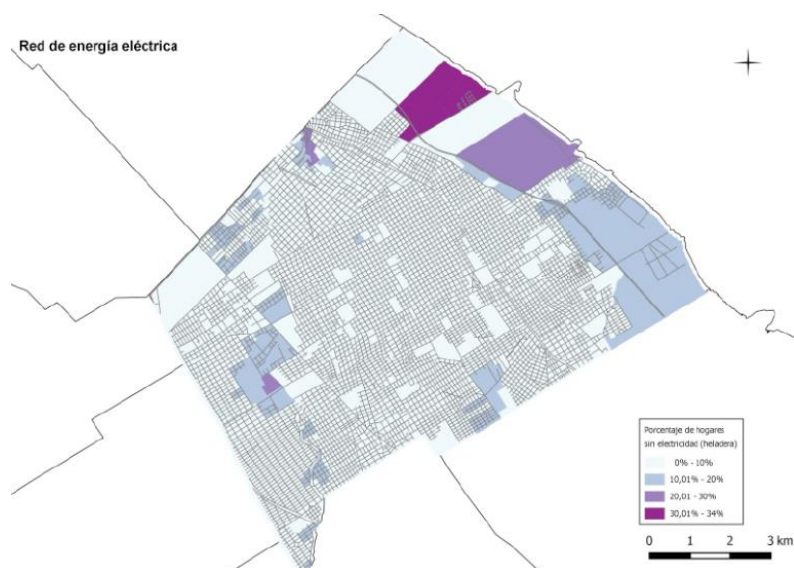 Red de energía eléctrica
Porcentaje de hogares
sin electricidad (heladera)
0% - 10%
10,01% - 20%
20,01 - 30%
30,01% - 34%
0 1 2 3 km